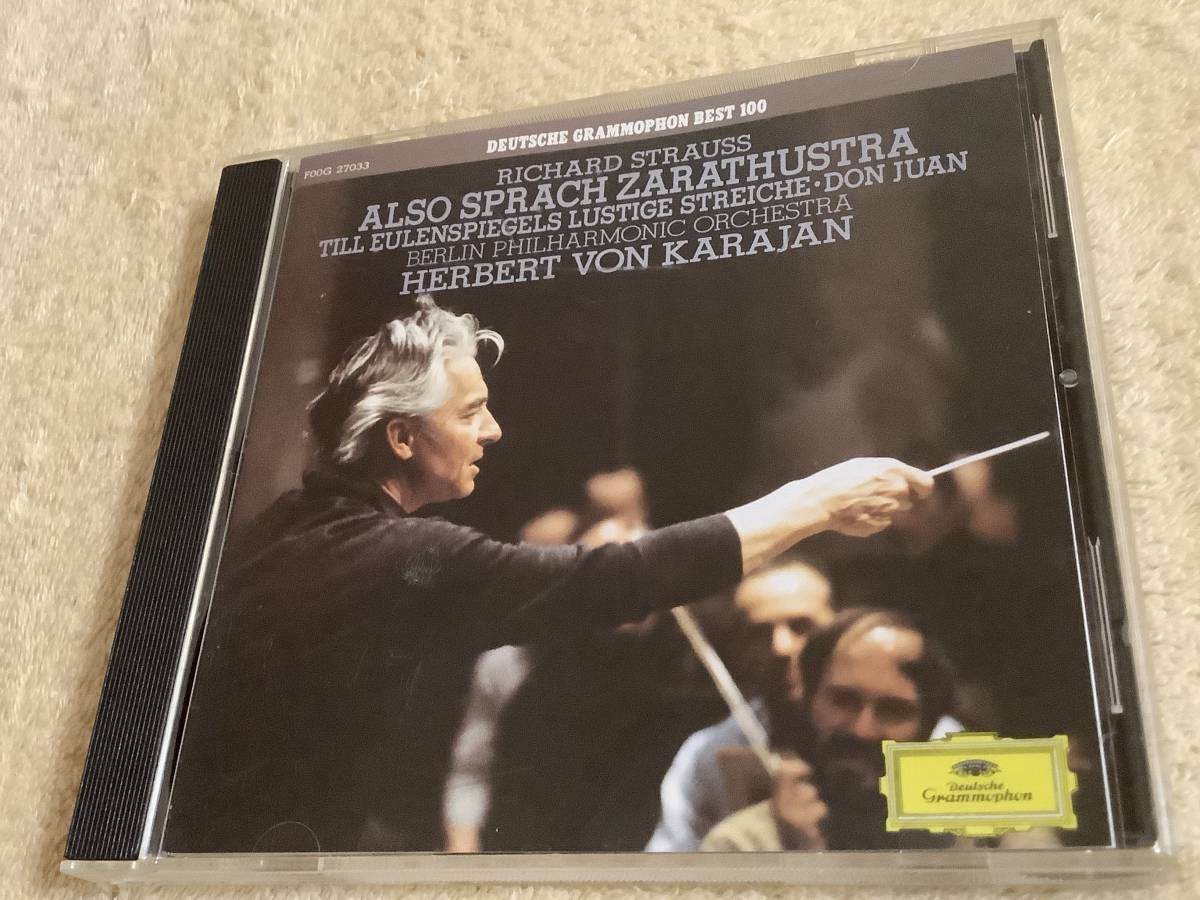 DEUTSCHE GRAMMOPHON BEST 100
F00G 27033
RICHARD STRAUSS
ALSO SPRACH ZARATHUSTRA
TILL EULENSPIEGELS LUSTIGE STREICHE·DON JUAN
BERLIN PHILHARMONIC ORCHESTRA
HERBERT VON KARAJAN
Deutsche
Grammophon